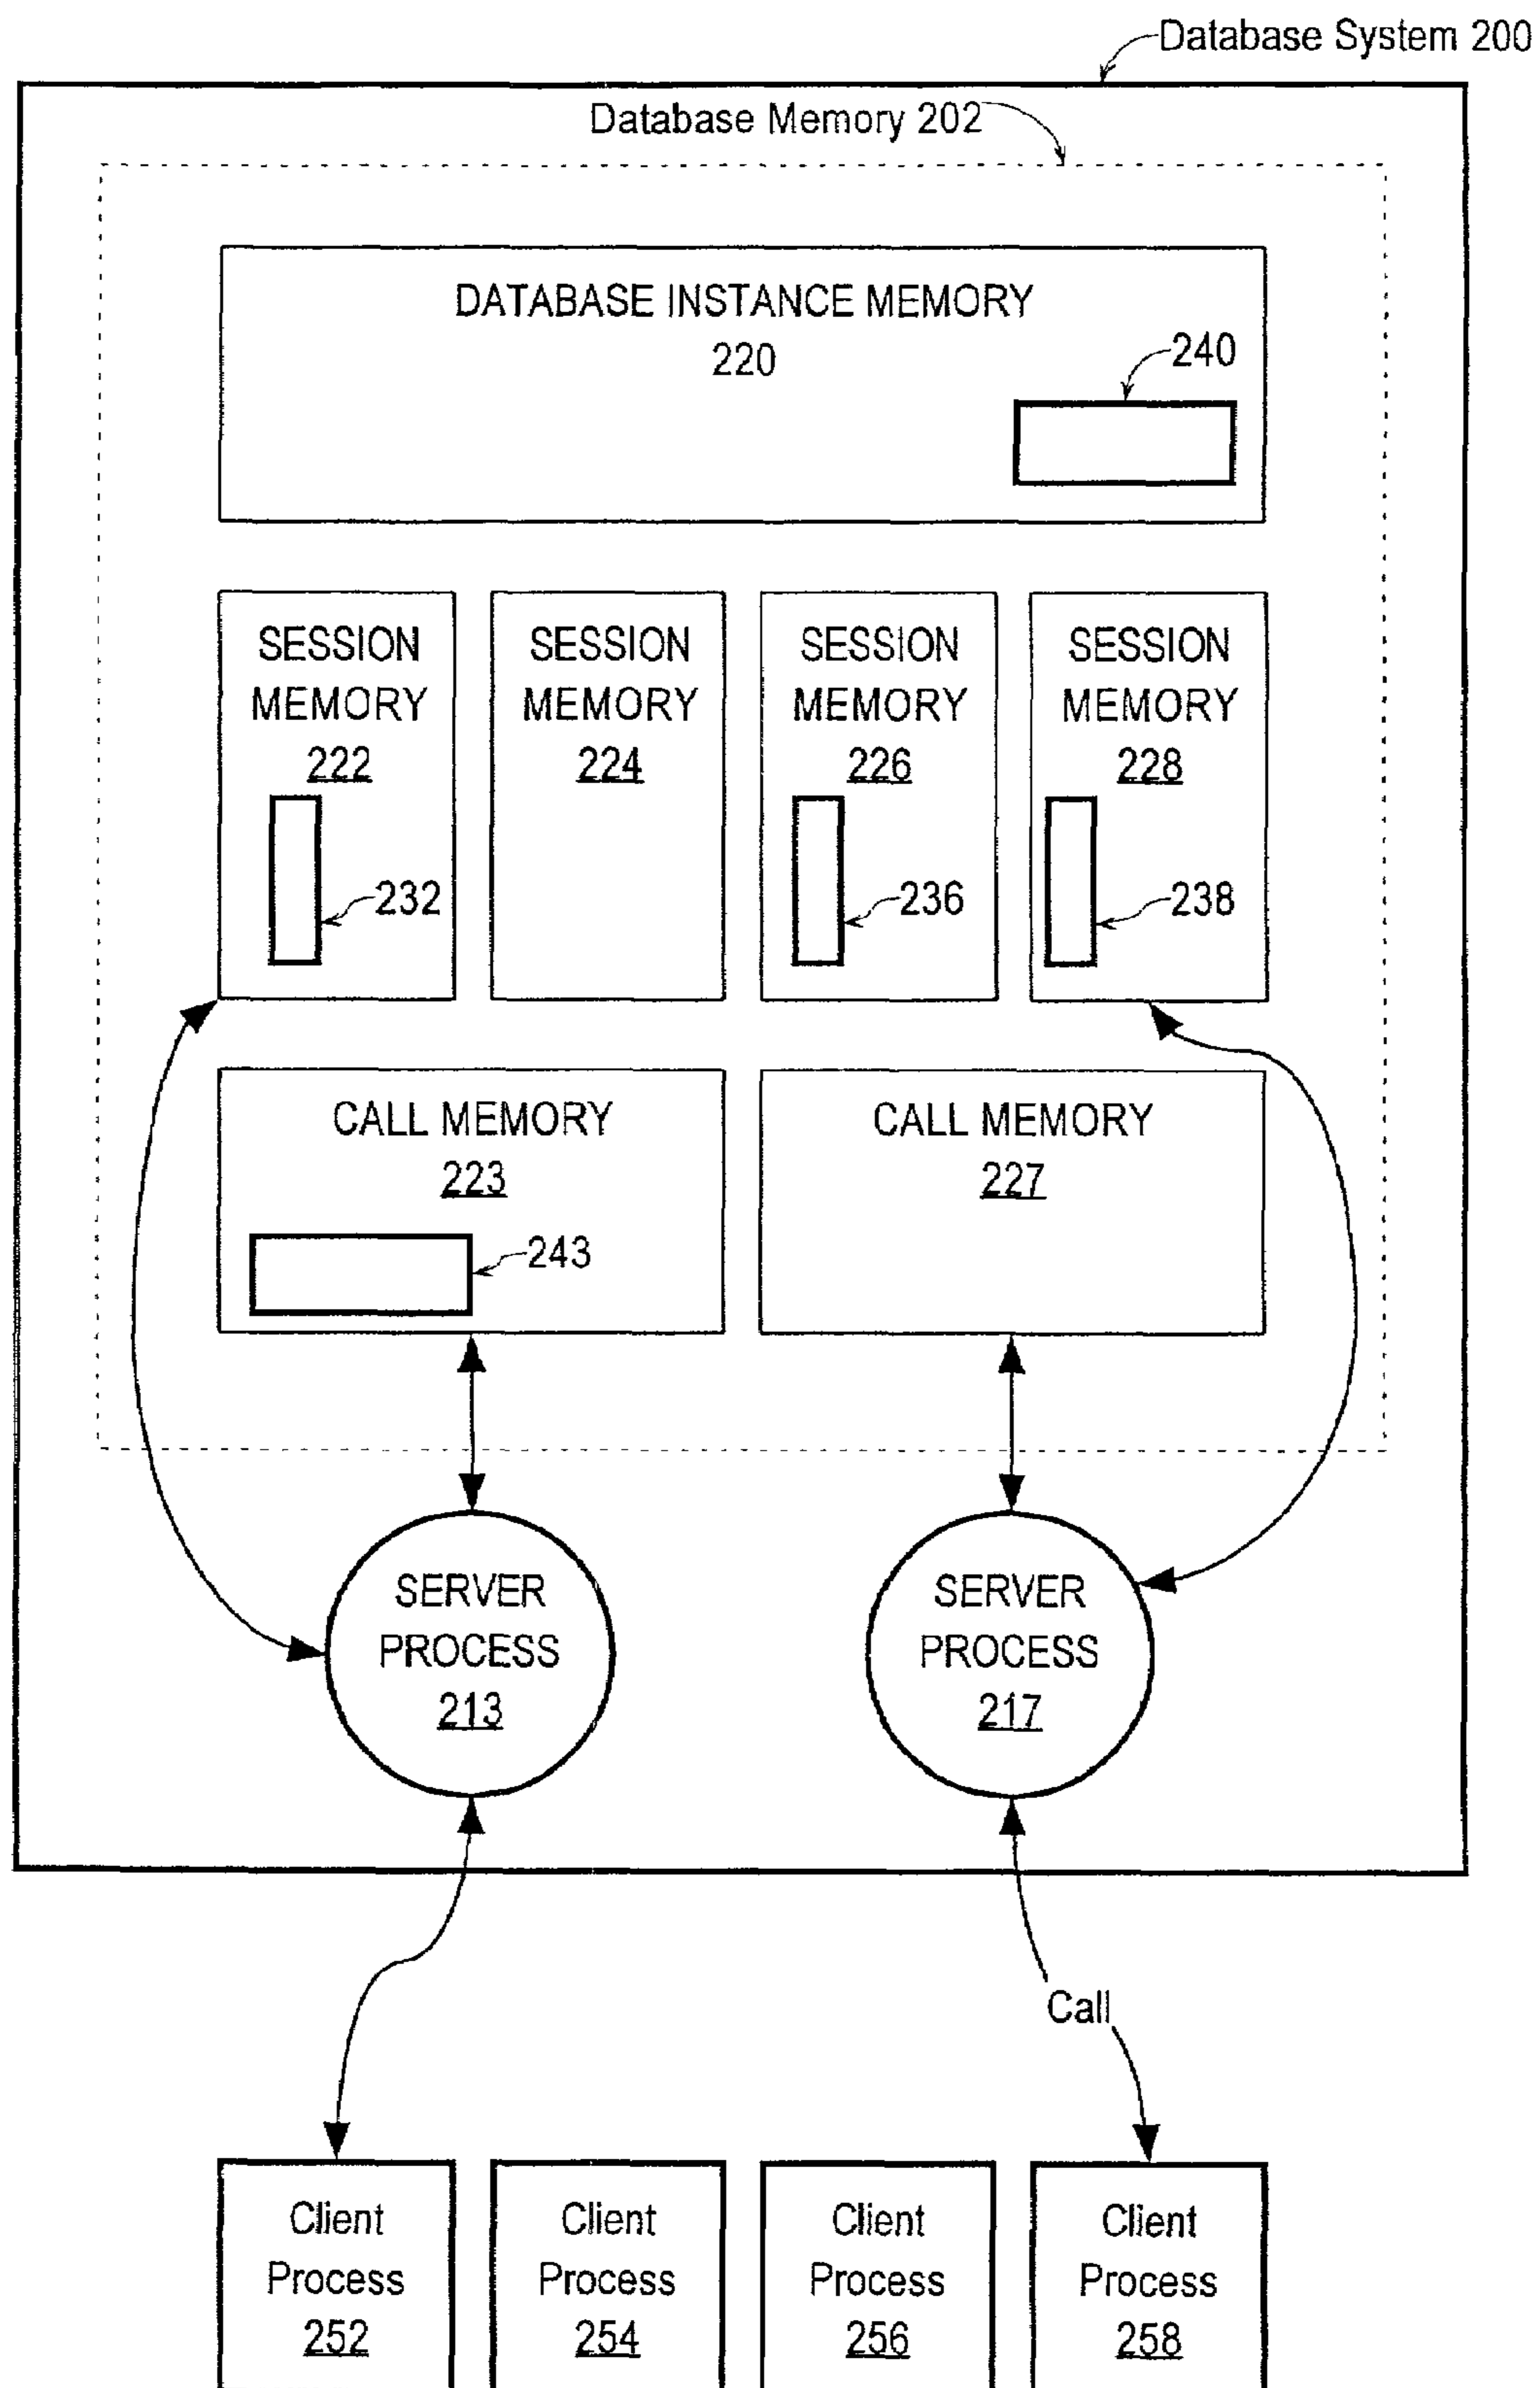 Database System 200
Database Memory 202
DATABASE INSTANCE MEMORY
220
240
SESSION
MEMORY
222
232
SESSION
MEMORY
224
SESSION
MEMORY
226
236
SESSION
MEMORY
228
238
CALL MEMORY
223
243
CALL MEMORY
227
SERVER
PROCESS
213
SERVER
PROCESS
217
Call
Client
Process
252
Client
Process
254
Client
Process
256
Client
Process
258